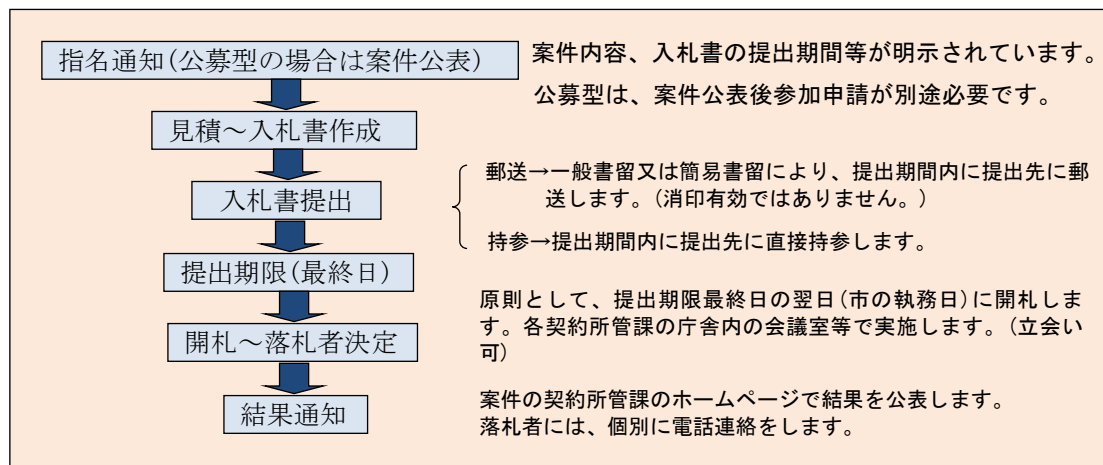 指名通知(公募型の場合は案件公表)
案件内容、入札書の提出期間等が明示されています。
公募型は、案件公表後参加申請が別途必要です。
見積～入札書作成
入札書提出
郵送→一般書留又は簡易書留により、提出期間内に提出先に郵
送します。(消印有効ではありません。)
持参→提出期間内に提出先に直接持参します。
提出期限(最終日)
原則として、提出期限最終日の翌日(市の執務日)に開札しま
す。各契約所管課の庁舎内の会議室等で実施します。(立会い
可)
開札～落札者決定
結果通知
案件の契約所管課のホームページで結果を公表します。
落札者には、個別に電話連絡をします。